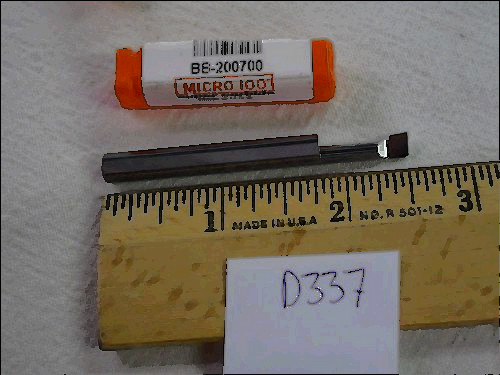 BB-200700
MICRO 100
1 MADE IN U.S.A 2 NO. R 501-12 3
D337